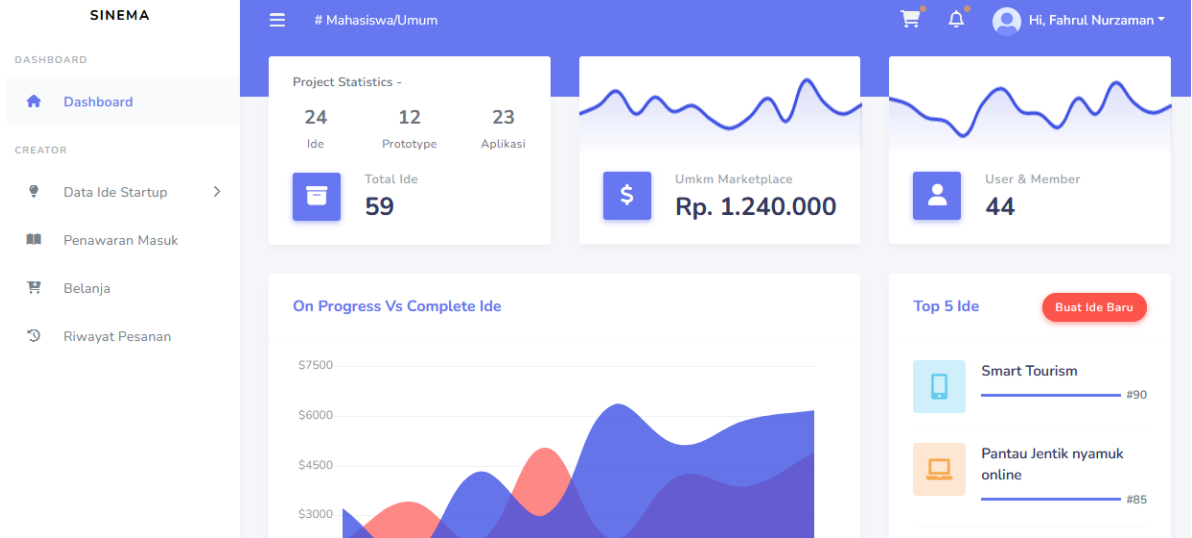 SINEMA
# Mahasiswa/Umum
Hi, Fahrul Nurzaman
DASHBOARD
Dashboard
CREATOR
Data Ide Startup
Penawaran Masuk
Belanja
Riwayat Pesanan
Project Statistics -
24 12 23
Ide Prototype Aplikasi
Total Ide
59
Umkm Marketplace
Rp. 1.240.000
User & Member
44
On Progress Vs Complete Ide
$7500
$6000
$4500
$3000
Top 5 Ide
Buat Ide Baru
Smart Tourism
#90
Pantau Jentik nyamuk
online
#85